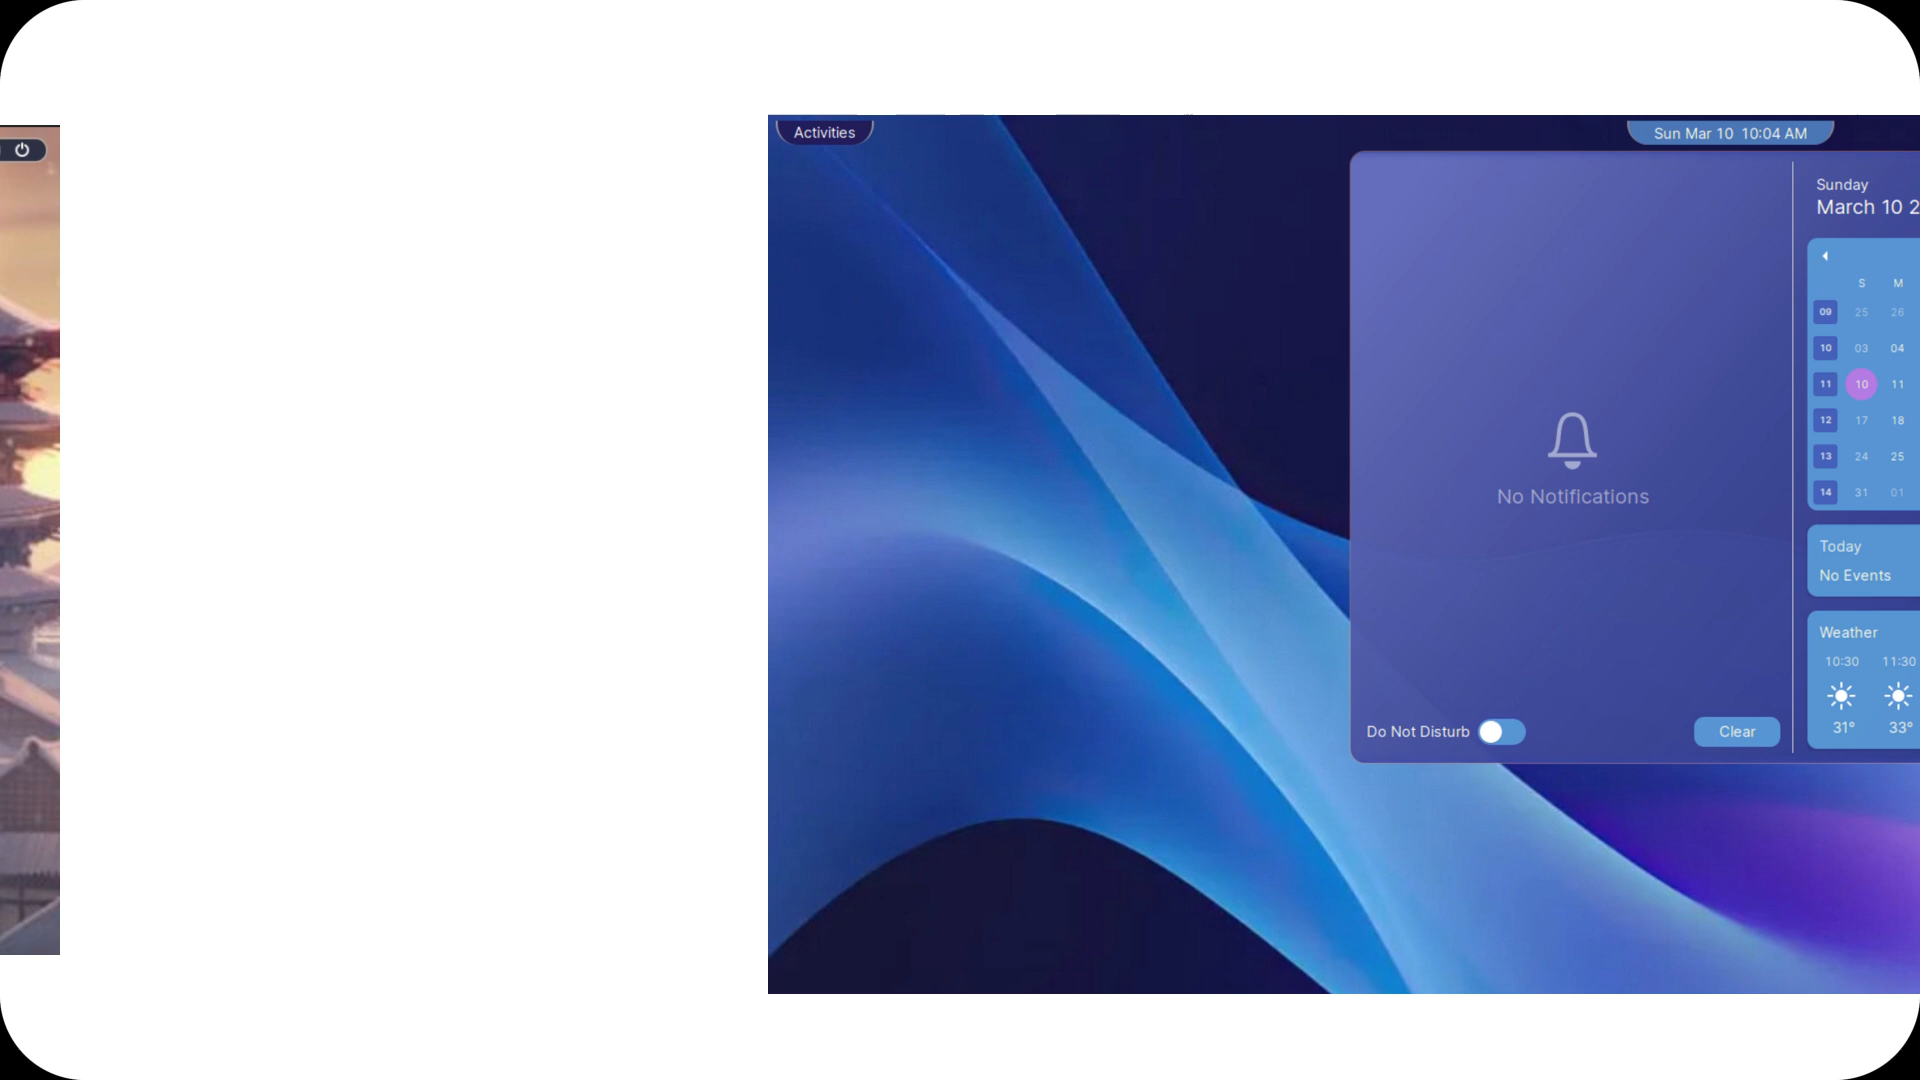 Activities
Sun Mar 10 10:04 AM
No Notifications
Do Not Disturb
Clear
Sunday
March 10 2
S M
09 25 26
10 03 04
11 10 11
12 17 18
13 24 25
14 31 01
Today
No Events
Weather
10:30 11:30
31° 33°